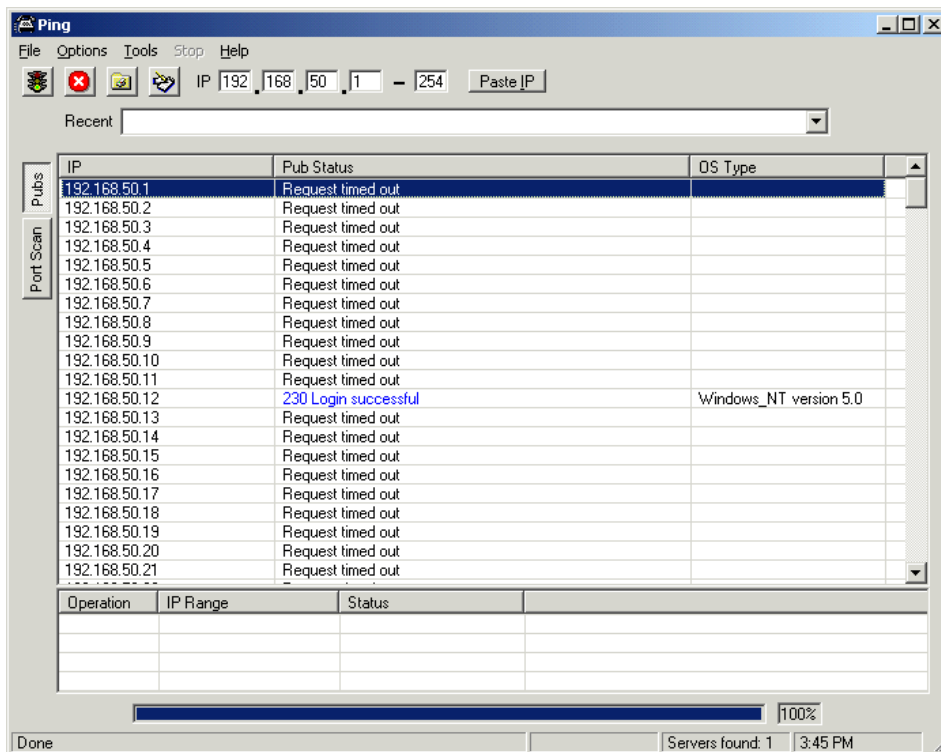 Ping
File Options Tools Stop Help
IP 192 . 168 . 50 . 1 – 254 Paste IP
Recent
Pubs
Port Scan
IP Pub Status OS Type
192.168.50.1 Request timed out
192.168.50.2 Request timed out
192.168.50.3 Request timed out
192.168.50.4 Request timed out
192.168.50.5 Request timed out
192.168.50.6 Request timed out
192.168.50.7 Request timed out
192.168.50.8 Request timed out
192.168.50.9 Request timed out
192.168.50.10 Request timed out
192.168.50.11 Request timed out
192.168.50.12 230 Login successful Windows_NT version 5.0
192.168.50.13 Request timed out
192.168.50.14 Request timed out
192.168.50.15 Request timed out
192.168.50.16 Request timed out
192.168.50.17 Request timed out
192.168.50.18 Request timed out
192.168.50.19 Request timed out
192.168.50.20 Request timed out
192.168.50.21 Request timed out
Operation IP Range Status
100%
Done Servers found: 1 3:45 PM